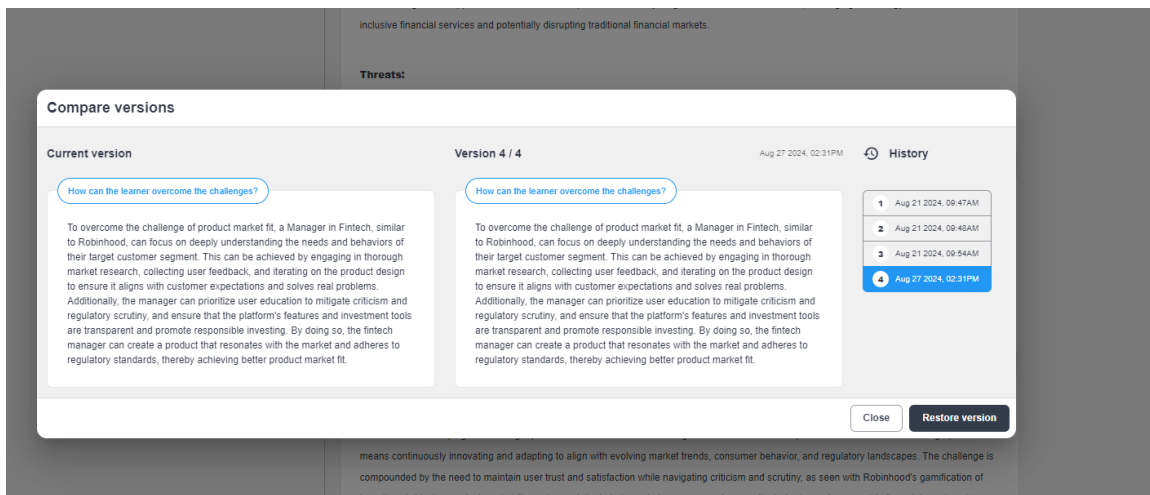 inclusive financial services and potentially disrupting traditional financial markets.
Threats:
Compare versions
Current version
How can the learner overcome the challenges?
To overcome the challenge of product market fit, a Manager in Fintech, similar
to Robinhood, can focus on deeply understanding the needs and behaviors of
their target customer segment. This can be achieved by engaging in thorough
market research, collecting user feedback, and iterating on the product design
to ensure it aligns with customer expectations and solves real problems.
Additionally, the manager can prioritize user education to mitigate criticism and
regulatory scrutiny, and ensure that the platform's features and investment tools
are transparent and promote responsible investing. By doing so, the fintech
manager can create a product that resonates with the market and adheres to
regulatory standards, thereby achieving better product market fit.
Version 4 / 4
Aug 27 2024, 02:31PM
How can the learner overcome the challenges?
To overcome the challenge of product market fit, a Manager in Fintech, similar
to Robinhood, can focus on deeply understanding the needs and behaviors of
their target customer segment. This can be achieved by engaging in thorough
market research, collecting user feedback, and iterating on the product design
to ensure it aligns with customer expectations and solves real problems.
Additionally, the manager can prioritize user education to mitigate criticism and
regulatory scrutiny, and ensure that the platform's features and investment tools
are transparent and promote responsible investing. By doing so, the fintech
manager can create a product that resonates with the market and adheres to
regulatory standards, thereby achieving better product market fit.
History
1 Aug 21 2024, 09:47AM
2 Aug 21 2024, 09:48AM
3 Aug 21 2024, 09:54AM
4 Aug 27 2024, 02:31PM
Close
Restore version
means continuously innovating and adapting to align with evolving market trends, consumer behavior, and regulatory landscapes. The challenge is
compounded by the need to maintain user trust and satisfaction while navigating criticism and scrutiny, as seen with Robinhood's gamification of